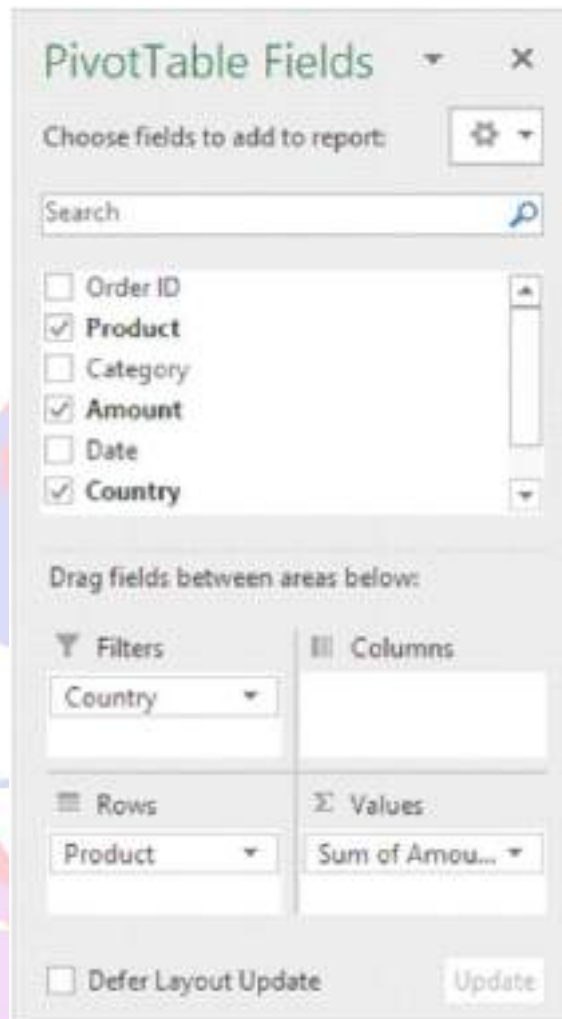 PivotTable Fields
Choose fields to add to report:
Search
Order ID
Product
Category
Amount
Date
Country
Drag fields between areas below:
Filters
Columns
Country
Rows
Σ Values
Product
Sum of Amou...
Defer Layout Update
Update